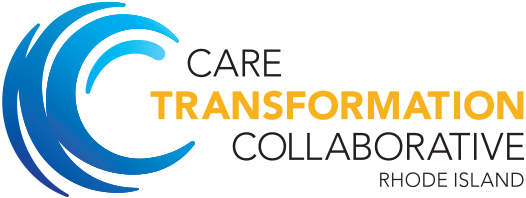 CARE
TRANSFORMATION
COLLABORATIVE
RHODE ISLAND